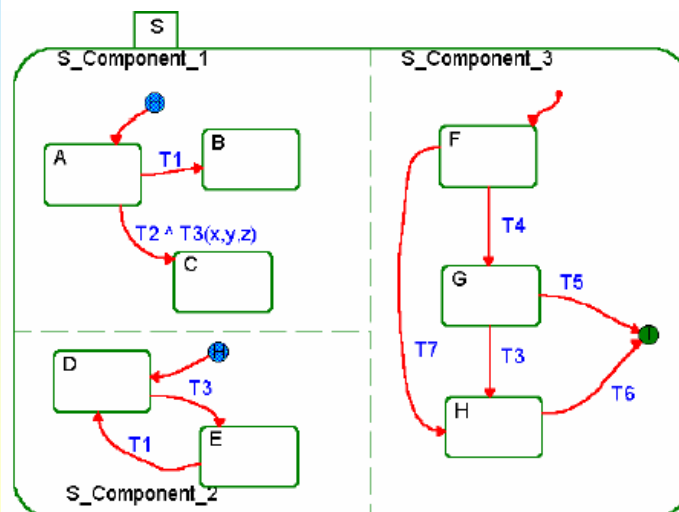 S
S_Component_1
S_Component_3
H
A
T1
B
T2 ^ T3(x,y,z)
C
F
T4
G
T5
T7
T3
I
H
T6
H
D
T3
T1
E
S_Component_2